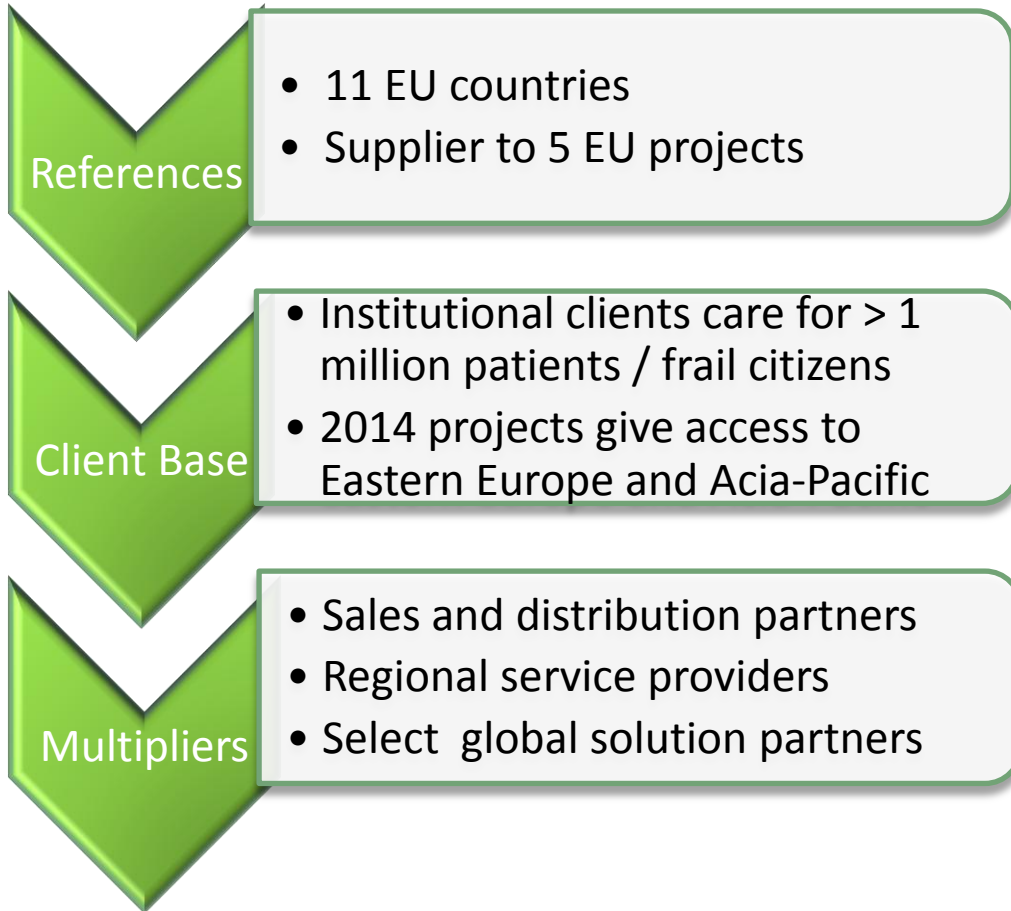 References
• 11 EU countries
• Supplier to 5 EU projects
Client Base
• Institutional clients care for > 1
million patients / frail citizens
• 2014 projects give access to
Eastern Europe and Acia-Pacific
Multipliers
• Sales and distribution partners
• Regional service providers
• Select  global solution partners